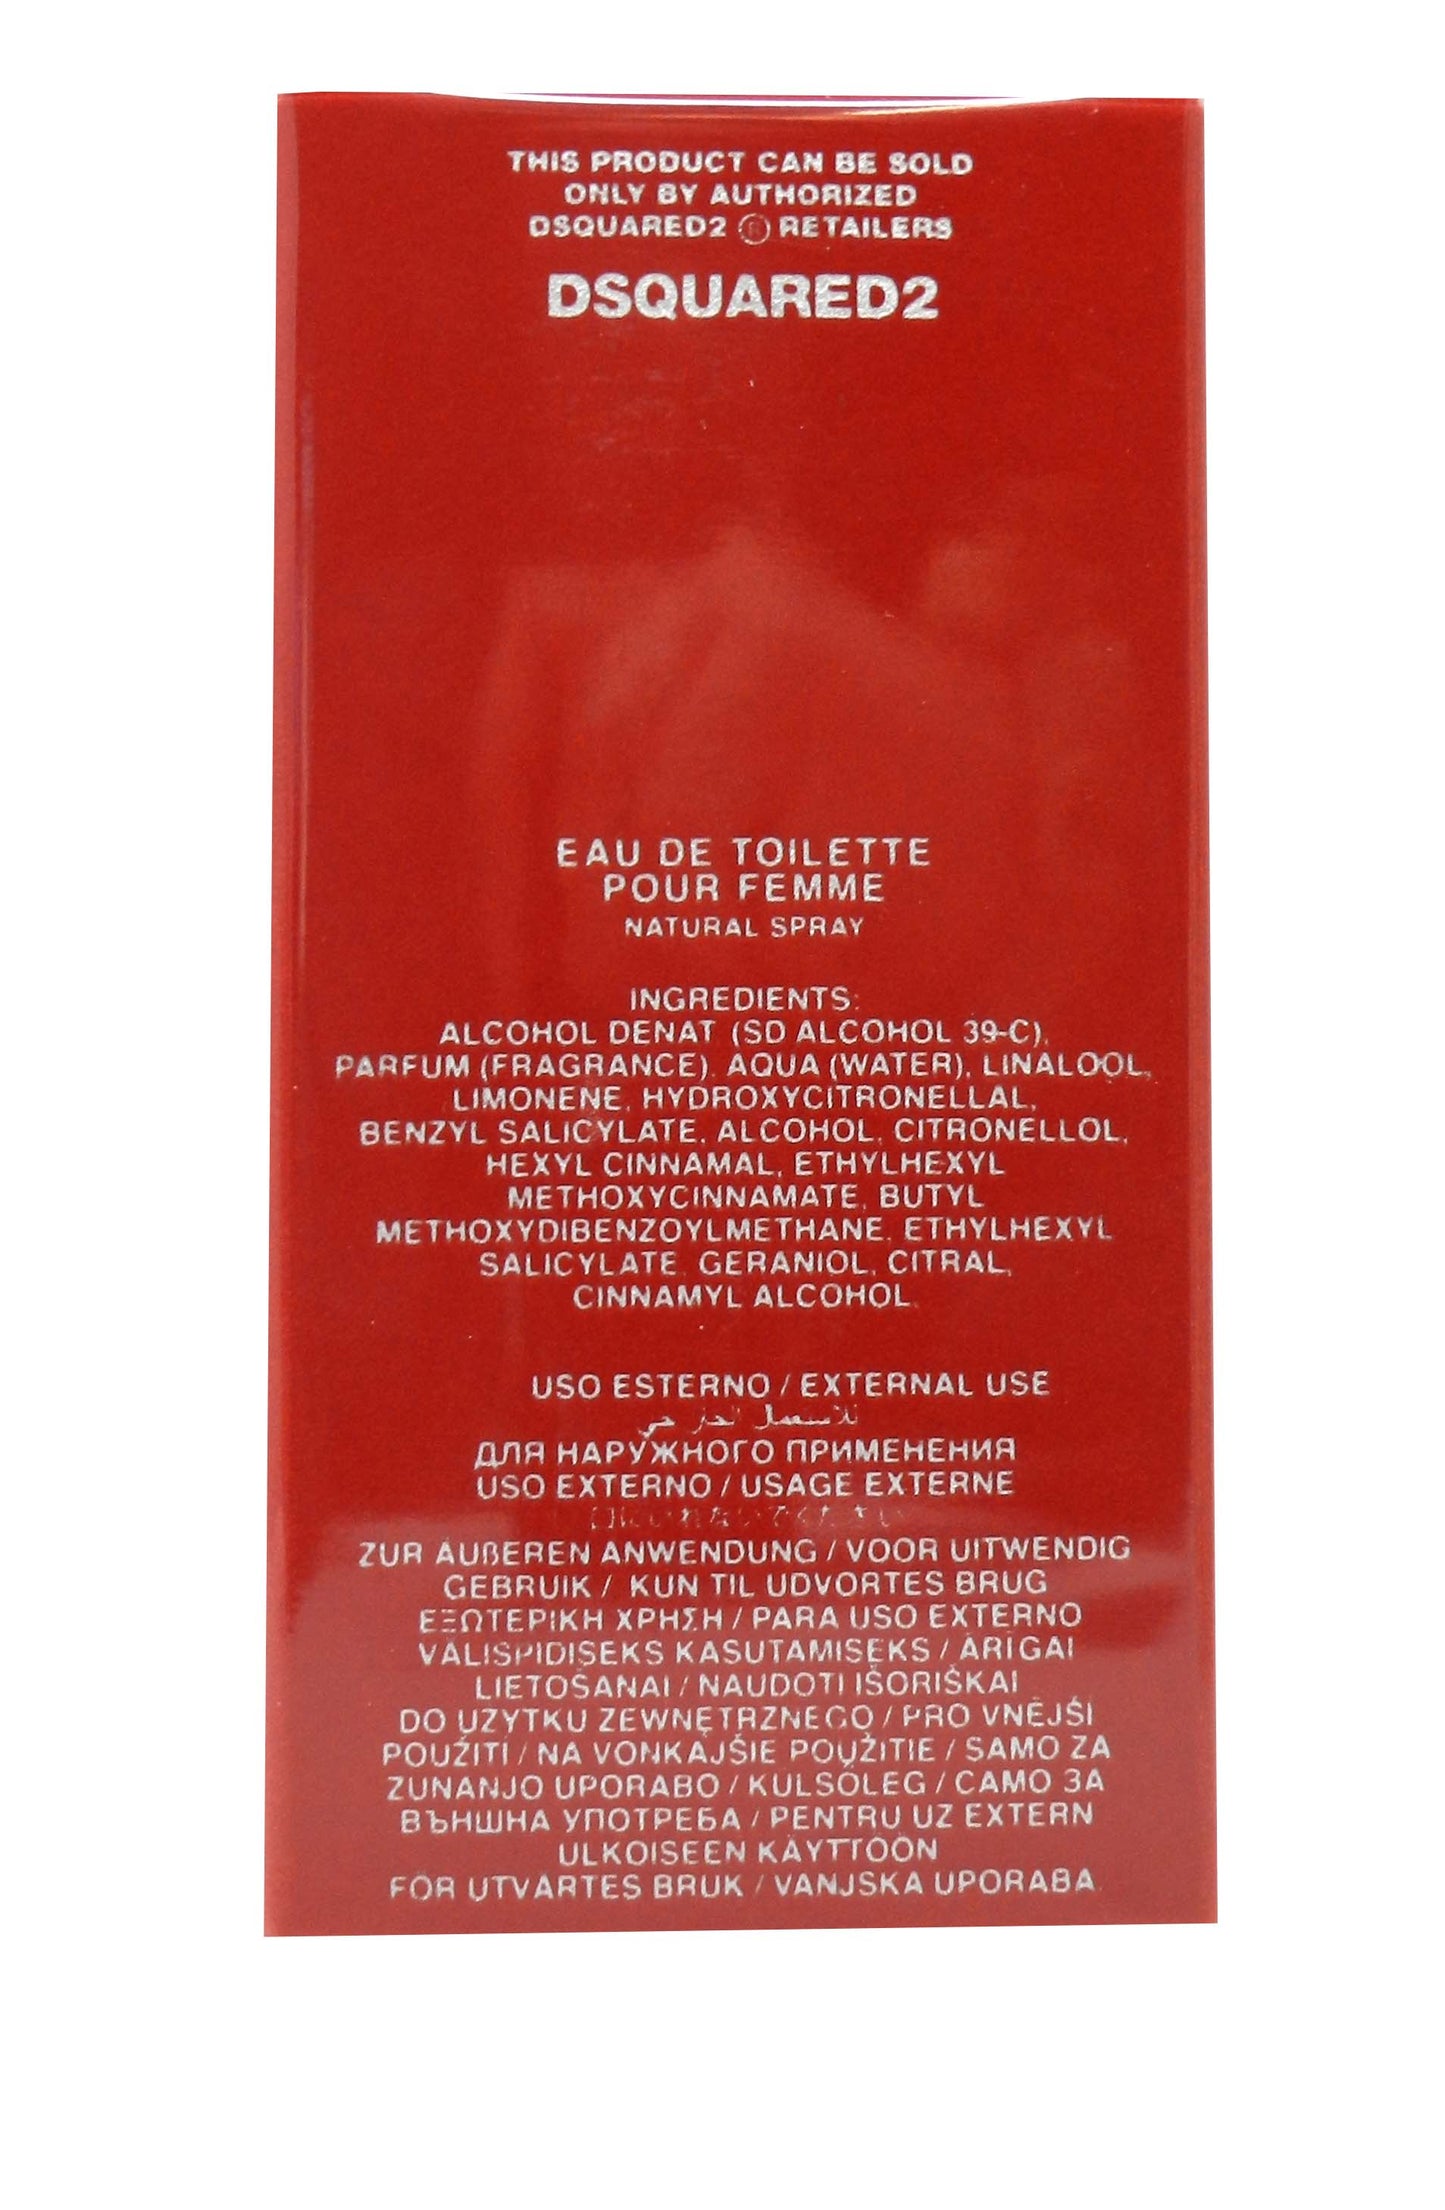 THIS PRODUCT CAN BE SOLD
ONLY BY AUTHORIZED
DSQUARED2 ® RETAILERS
DSQUARED2
EAU DE TOILETTE
POUR FEMME
NATURAL SPRAY
INGREDIENTS:
ALCOHOL DENAT (SD ALCOHOL 39-C),
PARFUM (FRAGRANCE), AQUA (WATER), LINALOOL,
LIMONENE, HYDROXYCITRONELLAL,
BENZYL SALICYLATE, ALCOHOL, CITRONELLOL,
HEXYL CINNAMAL, ETHYLHEXYL
METHOXYCINNAMATE, BUTYL
METHOXYDIBENZOYLMETHANE, ETHYLHEXYL
SALICYLATE, GERANIOL, CITRAL,
CINNAMYL ALCOHOL.
USO ESTERNO / EXTERNAL USE
ДЛЯ НАРУЖНОГО ПРИМЕНЕНИЯ
USO EXTERNO / USAGE EXTERNE
ZUR ÄUßEREN ANWENDUNG / VOOR UITWENDIG
GEBRUIK / KUN TIL UDVORTES BRUG
ΕΞΩΤΕΡΙΚΗ ΧΡΗΣΗ / PARA USO EXTERNO
VÄLISPIDISEKS KASUTAMISEKS / ĀRĪGAI
LIETOŠANAI / NAUDOTI IŠORIŠKAI
DO UZYTKU ZEWNĘTRZNEGO / PRO VNĚJŠÍ
POUŽITÍ / NA VONKAJŠIE POUŽITIE / SAMO ZA
ZUNANJO UPORABO / KÜLSŐLEG / САМО ЗА
ВЪНШНА УПОТРЕБА / PENTRU UZ EXTERN
ULKOISEEN KÄYTTÖÖN
FÖR UTVÄRTES BRUK / VANJSKA UPORABA